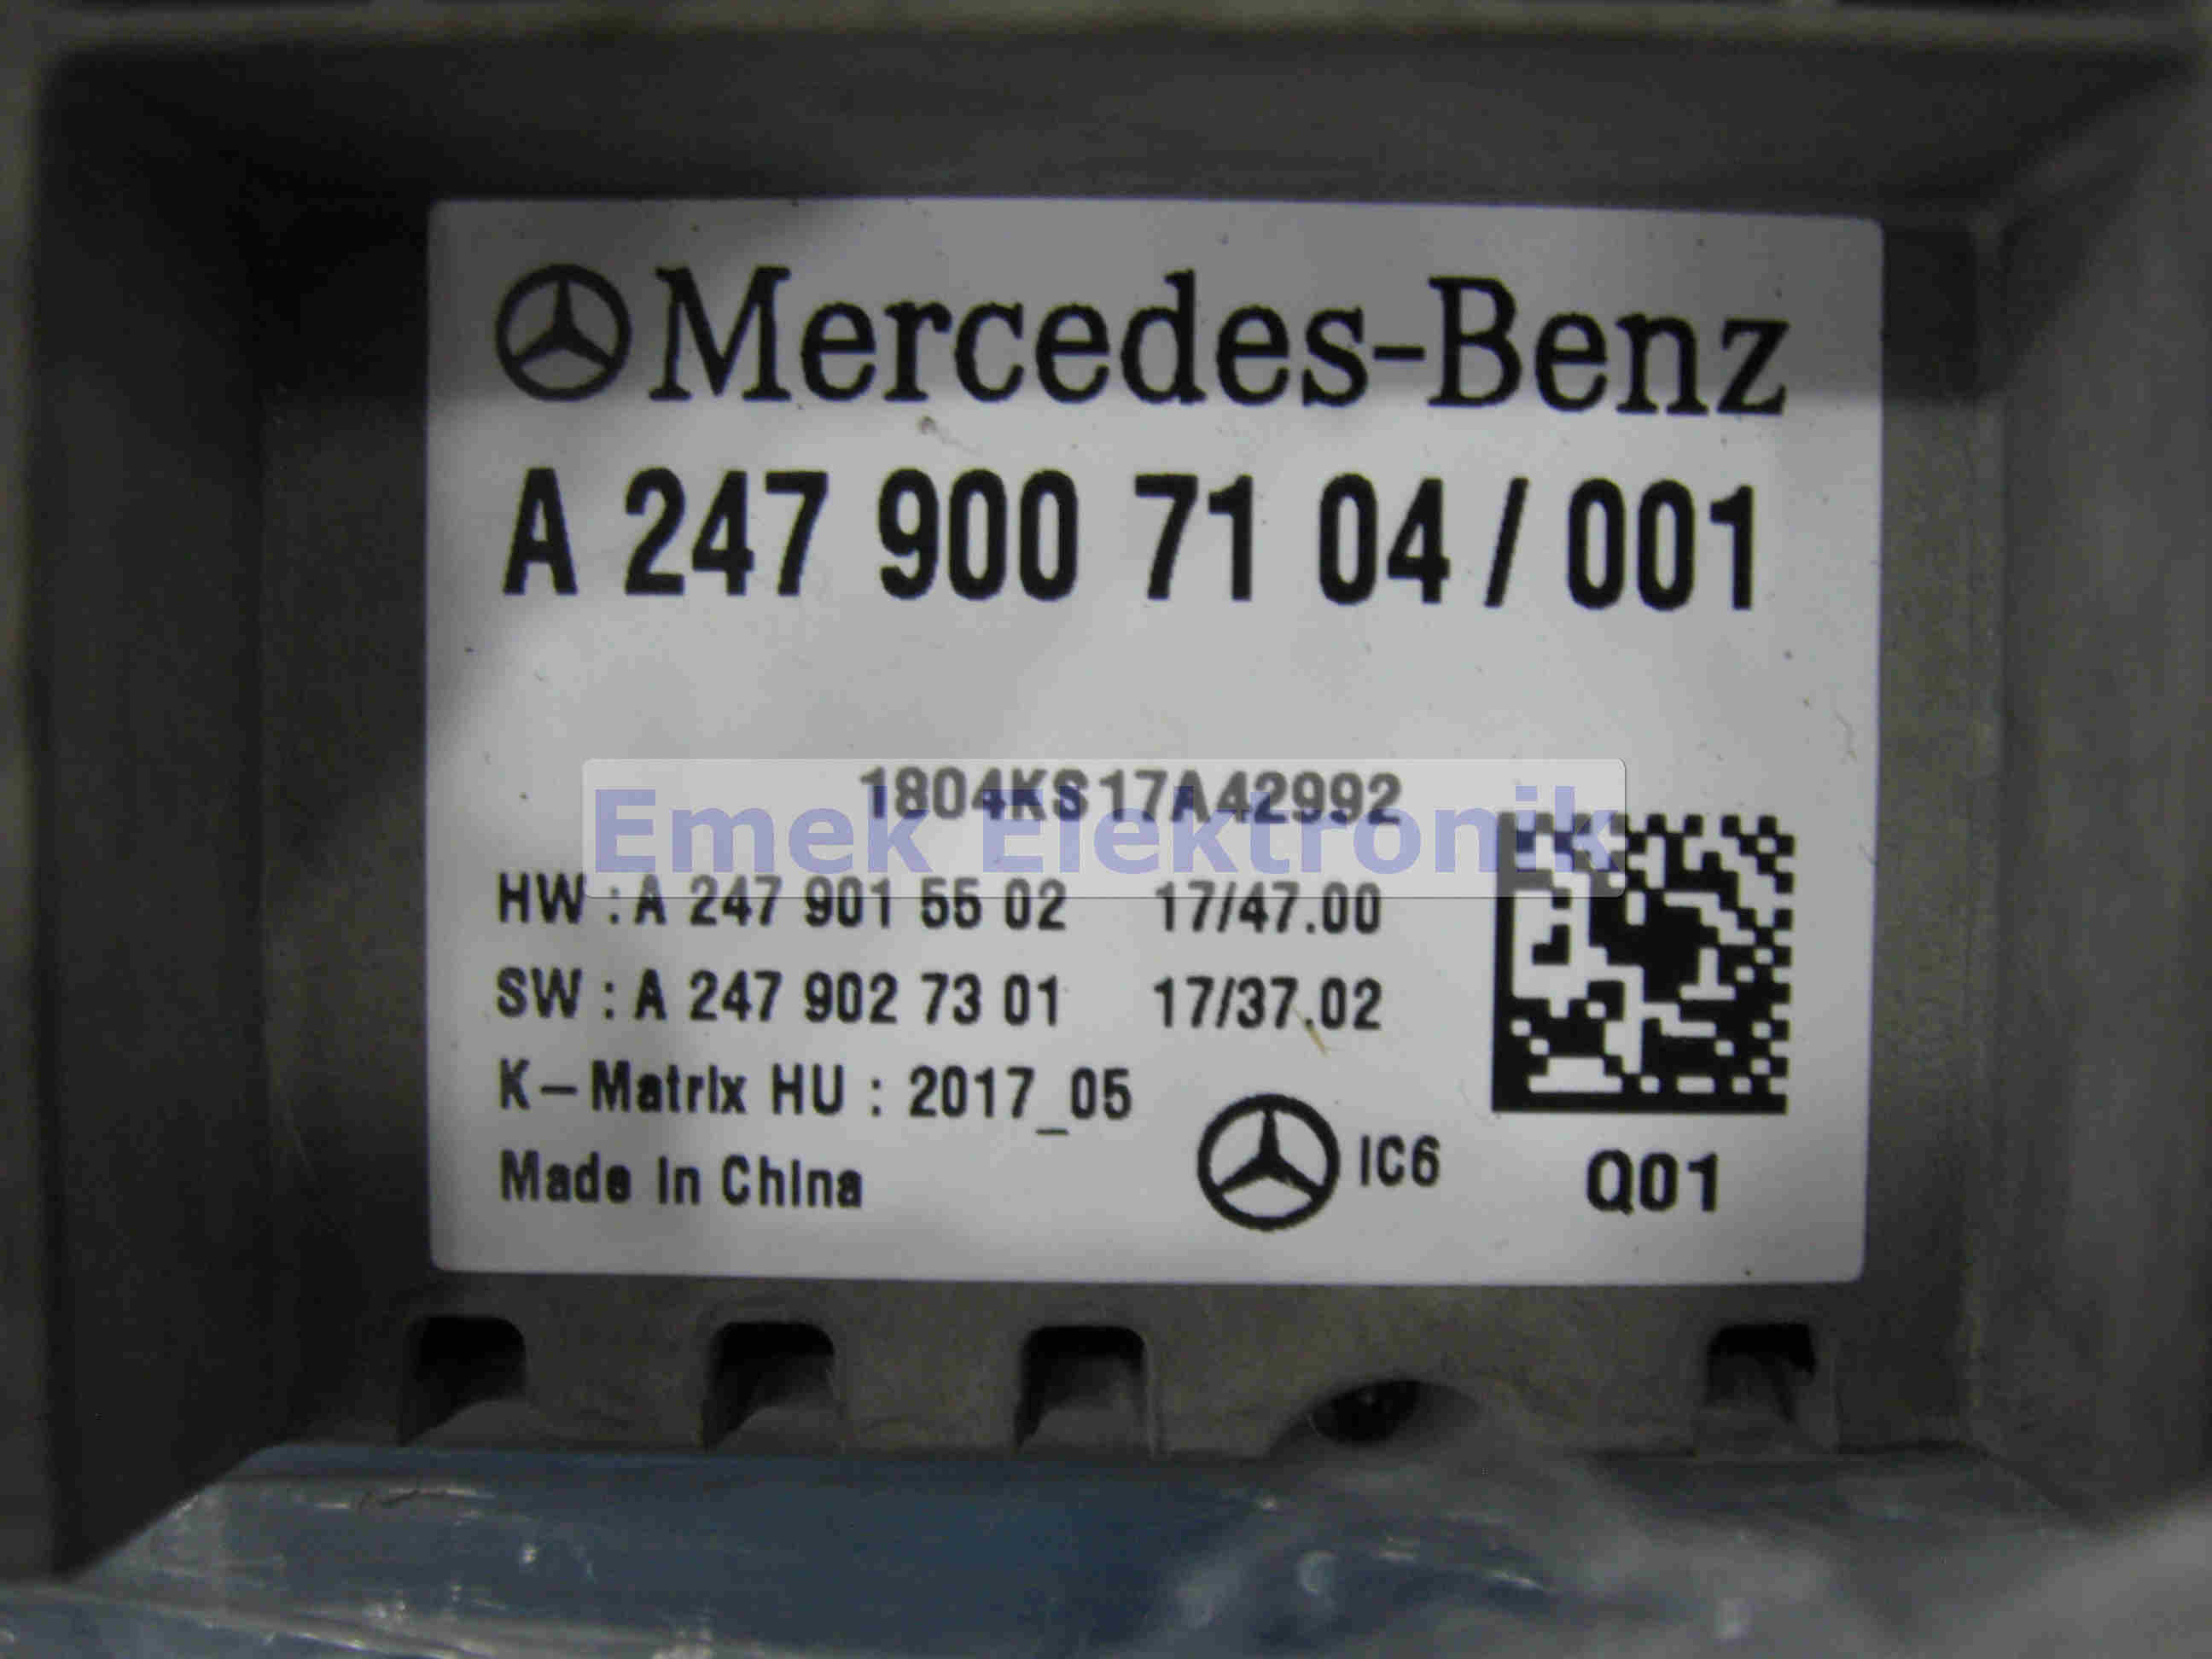 Mercedes-Benz
A 247 900 71 04 / 001
1804KS17A42992
Emek Elektronik
HW : A 247 901 55 02 17/47.00
SW : A 247 902 73 01 17/37.02
K-Matrix HU : 2017_05
Made in China
IC6
Q01